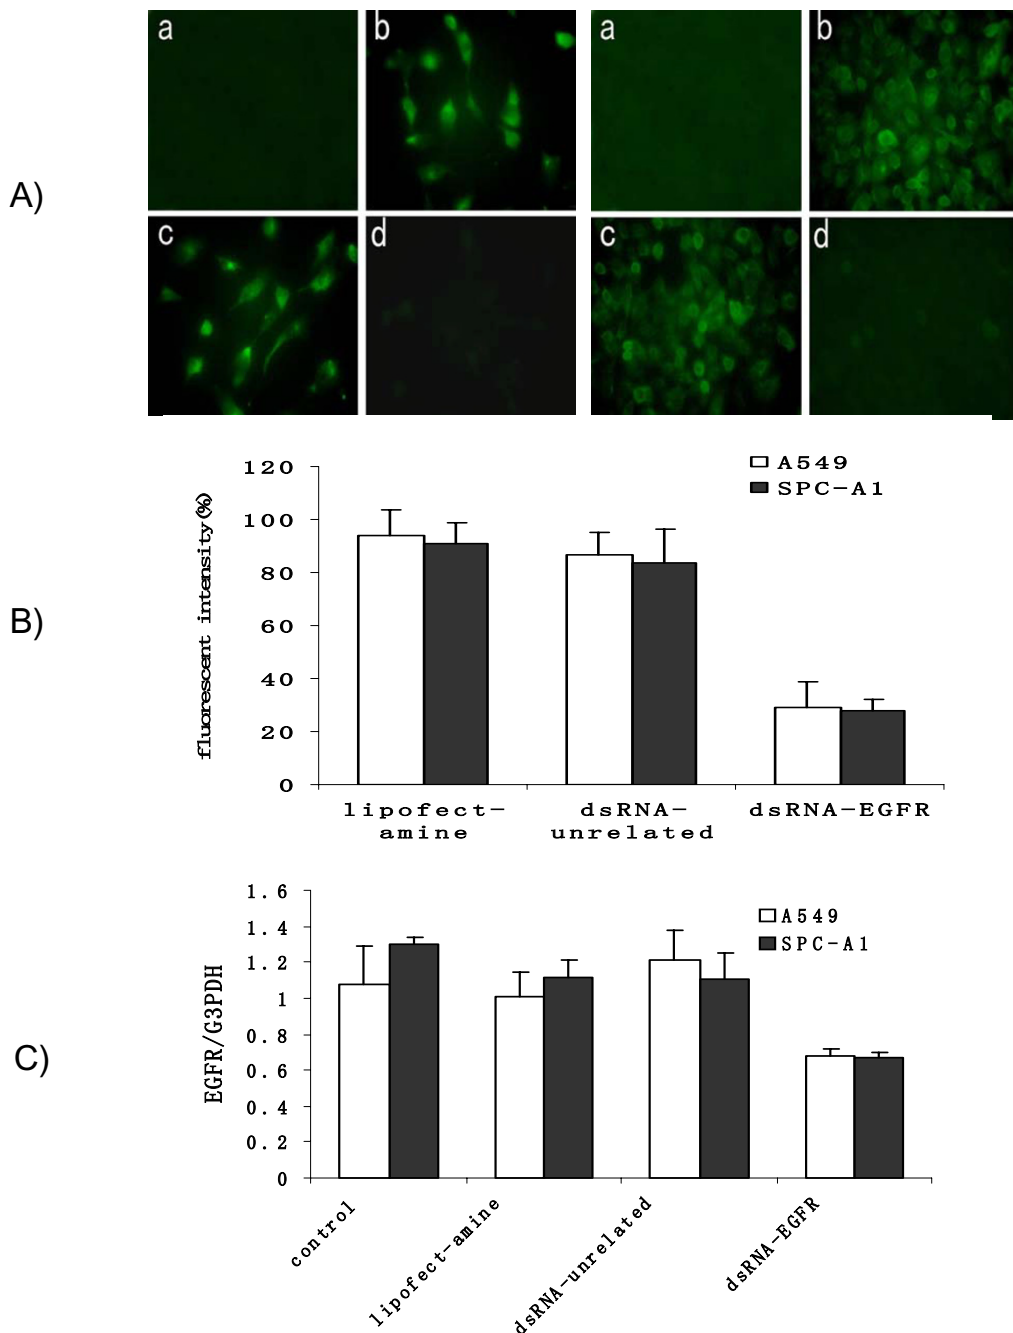 a
b
a
b
A)
c
d
c
d
A549
SPC-A1
120
100
80
60
40
20
0
fluorescent intensity(%)
B)
lipofect-
amine
dsRNA-
unrelated
dsRNA-EGFR
A549
SPC-A1
1.6
1.4
1.2
1
0.8
0.6
0.4
0.2
0
EGFR/G3PDH
C)
control
lipofect-amine
dsRNA-unrelated
dsRNA-EGFR